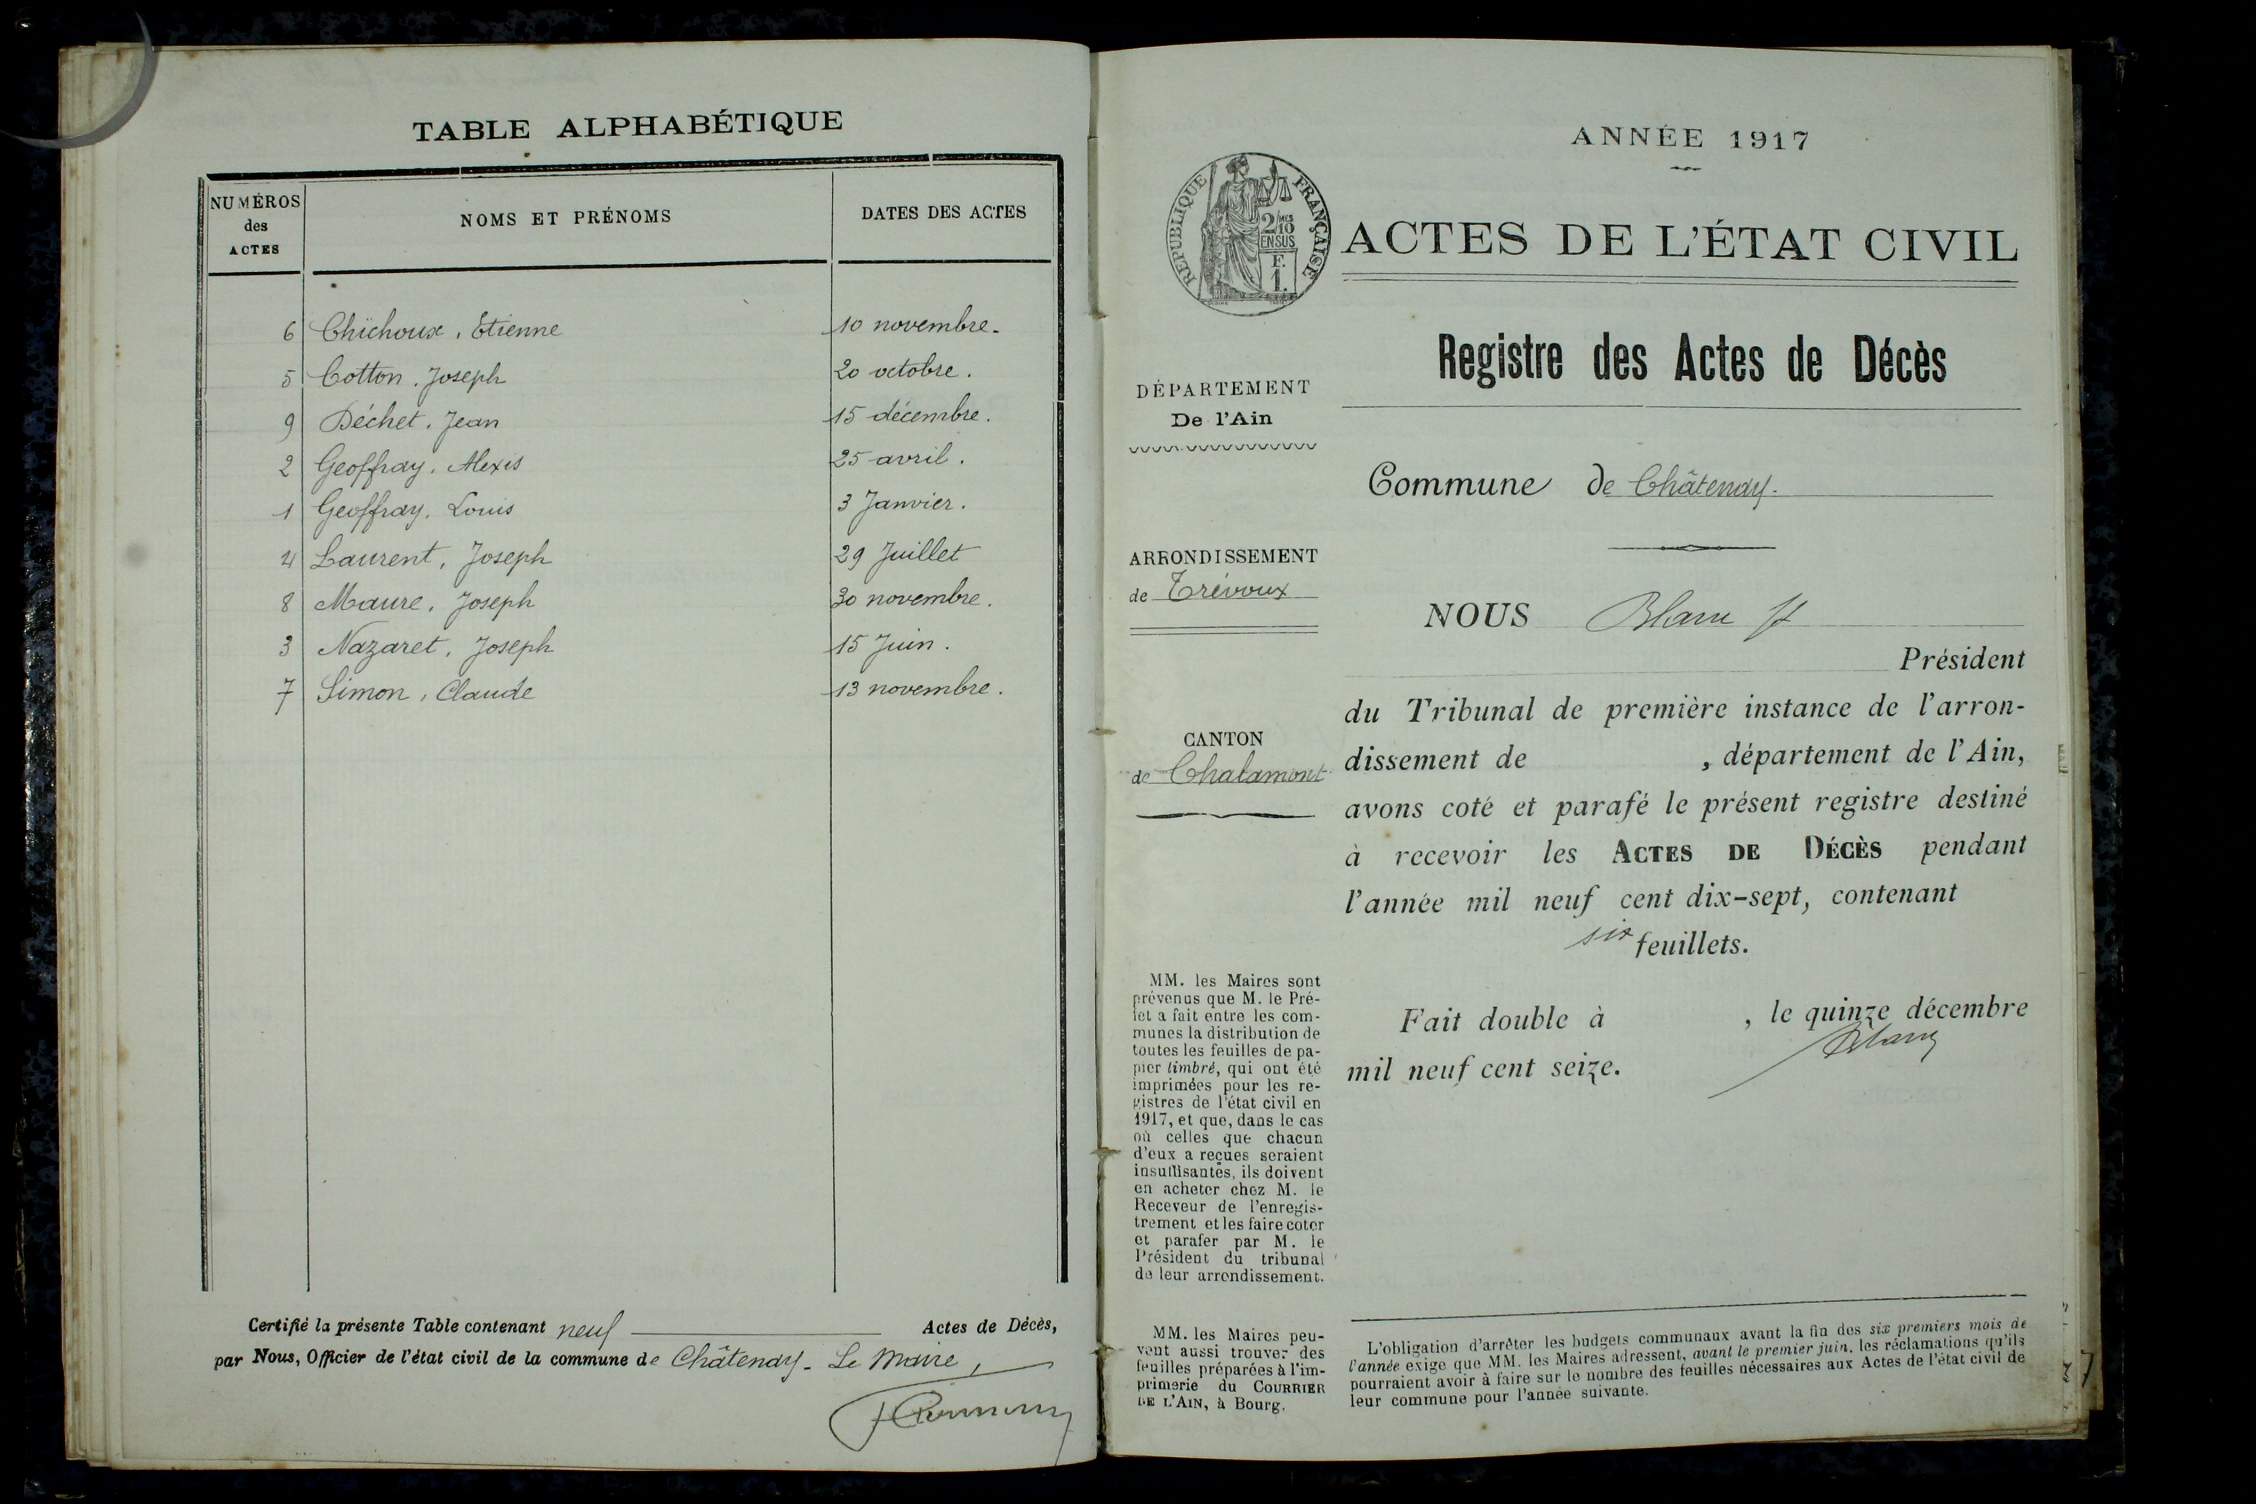 TABLE ALPHABÉTIQUE
NUMÉROS
des
ACTES
NOMS ET PRÉNOMS
DATES DES ACTES
6 Chichoux, Etienne 10 novembre.
5 Cotton, Joseph 20 octobre.
9 Déchet, Jean 15 décembre.
2 Geoffray, Alexis 25 avril.
1 Geoffray, Louis 3 Janvier.
4 Laurent, Joseph 29 Juillet
8 Maure, Joseph 30 novembre.
3 Nazaret, Joseph 15 Juin.
7 Simon, Claude 13 novembre.
Certifié la présente Table contenant neuf Actes de Décès,
par Nous, Officier de l'état civil de la commune de Châtenay. Le Maire,
ANNÉE 1917
RÉPUBLIQUE FRANÇAISE
2/10MES
EN SUS
F.
1.
ACTES DE L'ÉTAT CIVIL
Registre des Actes de Décès
DÉPARTEMENT
De l'Ain
ARRONDISSEMENT
de Trévoux
CANTON
de Chalamont
MM. les Maires sont
prévenus que M. le Pré-
fet a fait entre les com-
munes la distribution de
toutes les feuilles de pa-
pier timbré, qui ont été
imprimées pour les re-
gistres de l'état civil en
1917, et que, dans le cas
où celles que chacun
d'eux a reçues seraient
insuffisantes, ils doivent
en acheter chez M. le
Receveur de l'enregis-
trement et les faire coter
et parafer par M. le
Président du tribunal
de leur arrondissement.
MM. les Maires peu-
vent aussi trouver des
feuilles préparées à l'im-
primerie du COURRIER
DE L'AIN, à Bourg.
Commune de Châtenay.
NOUS Blanc
Président
du Tribunal de première instance de l'arron-
dissement de , département de l'Ain,
avons coté et parafé le présent registre destiné
à recevoir les ACTES DE DÉCÈS pendant
l'année mil neuf cent dix-sept, contenant
six feuillets.
Fait double à , le quinze décembre
mil neuf cent seize.
Blanc
L'obligation d'arrêter les budgets communaux avant la fin des six premiers mois de
l'année exige que MM. les Maires adressent, avant le premier juin, les réclamations qu'ils
pourraient avoir à faire sur le nombre des feuilles nécessaires aux Actes de l'état civil de
leur commune pour l'année suivante.